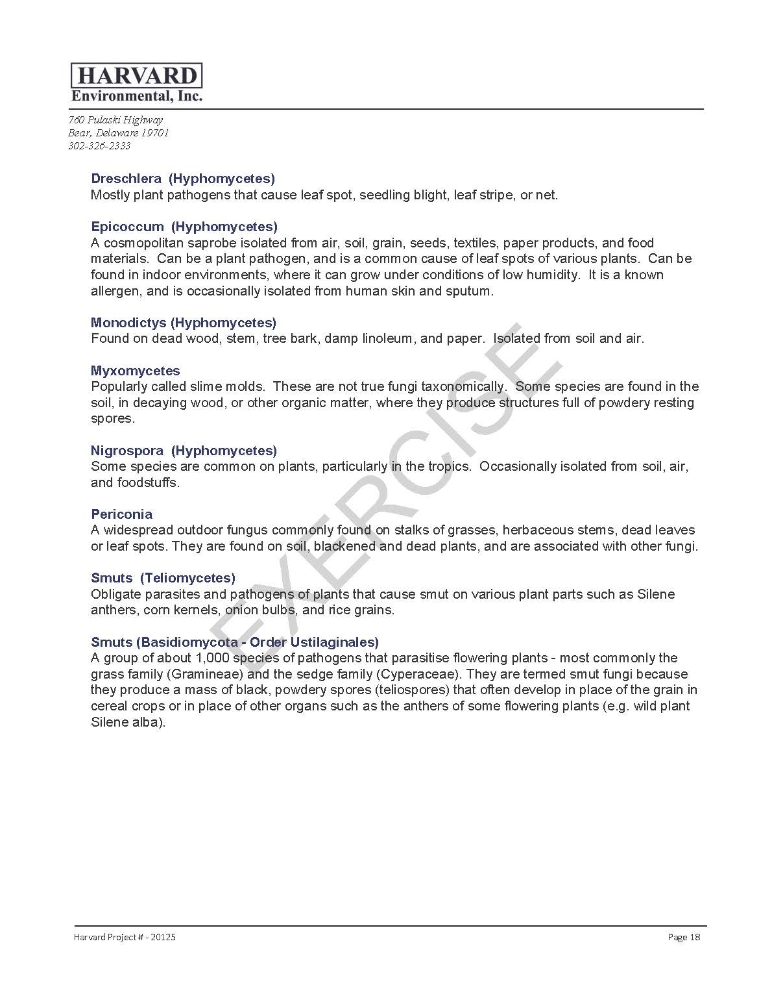 HARVARD
Environmental, Inc.
760 Pulaski Highway
Bear, Delaware 19701
302-326-2333
Dreschlera (Hyphomycetes)
Mostly plant pathogens that cause leaf spot, seedling blight, leaf stripe, or net.
Epicoccum (Hyphomycetes)
A cosmopolitan saprobe isolated from air, soil, grain, seeds, textiles, paper products, and food
materials. Can be a plant pathogen, and is a common cause of leaf spots of various plants. Can be
found in indoor environments, where it can grow under conditions of low humidity. It is a known
allergen, and is occasionally isolated from human skin and sputum.
Monodictys (Hyphomycetes)
Found on dead wood, stem, tree bark, damp linoleum, and paper. Isolated from soil and air.
Myxomycetes
Popularly called slime molds. These are not true fungi taxonomically. Some species are found in the
soil, in decaying wood, or other organic matter, where they produce structures full of powdery resting
spores.
Nigrospora (Hyphomycetes)
Some species are common on plants, particularly in the tropics. Occasionally isolated from soil, air,
and foodstuffs.
Periconia
A widespread outdoor fungus commonly found on stalks of grasses, herbaceous stems, dead leaves
or leaf spots. They are found on soil, blackened and dead plants, and are associated with other fungi.
Smuts (Teliomycetes)
Obligate parasites and pathogens of plants that cause smut on various plant parts such as Silene
anthers, corn kernels, onion bulbs, and rice grains.
Smuts (Basidiomycota - Order Ustilaginales)
A group of about 1,000 species of pathogens that parasitise flowering plants - most commonly the
grass family (Gramineae) and the sedge family (Cyperaceae). They are termed smut fungi because
they produce a mass of black, powdery spores (teliospores) that often develop in place of the grain in
cereal crops or in place of other organs such as the anthers of some flowering plants (e.g. wild plant
Silene alba).
EXERCISE
Harvard Project # - 20125 Page 18